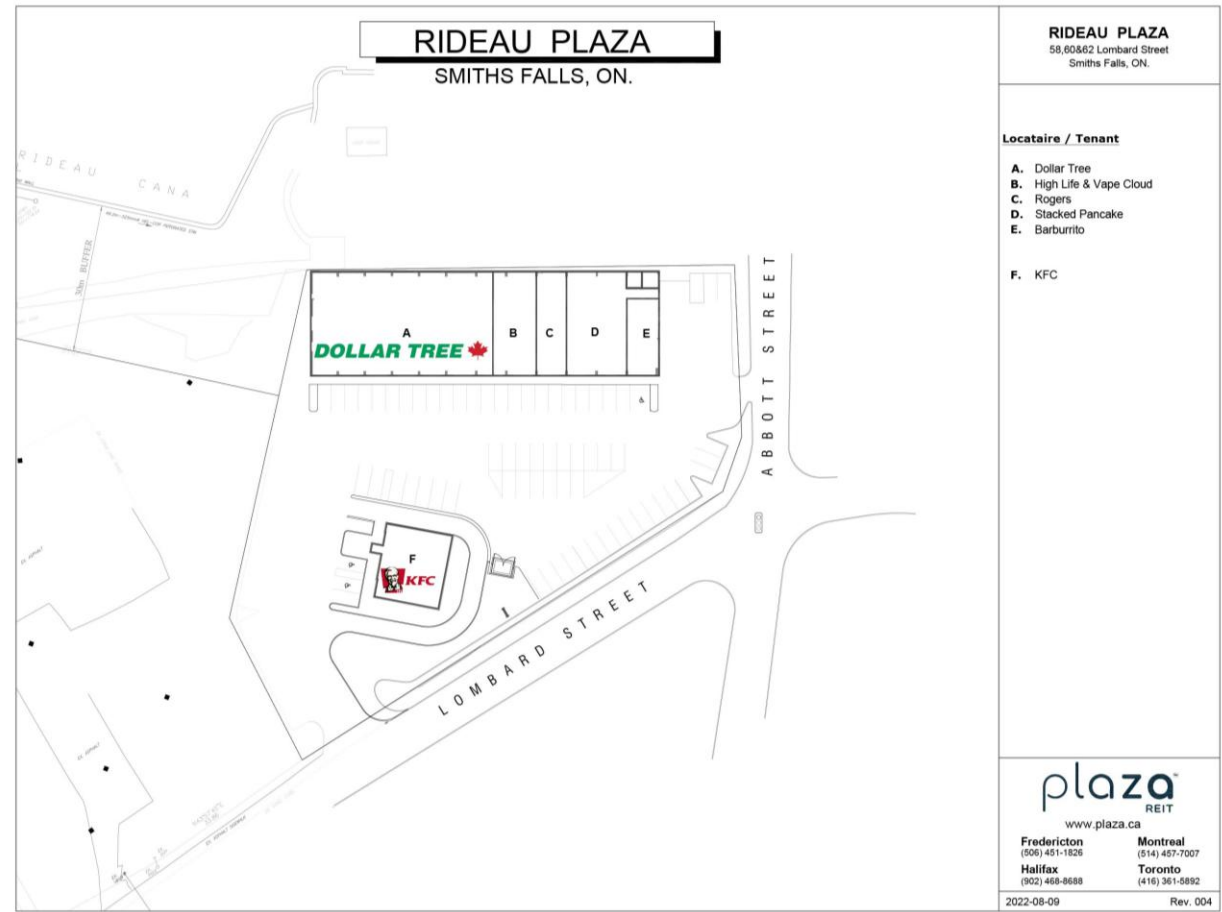 RIDEAU PLAZA
SMITHS FALLS, ON.
RIDEAU PLAZA
58,60&62 Lombard Street
Smiths Falls, ON.
Locataire / Tenant
A. Dollar Tree
B. High Life & Vape Cloud
C. Rogers
D. Stacked Pancake
E. Barburrito
F. KFC
RIDEAU
CANA
L
30m BUFFER
A
B
C
D
E
DOLLAR TREE
ABBOTT STREET
F
KFC
LOMBARD STREET
plaza
REIT
www.plaza.ca
Fredericton
(506) 451-1826
Montreal
(514) 457-7007
Halifax
(902) 468-8688
Toronto
(416) 361-5892
2022-08-09
Rev. 004